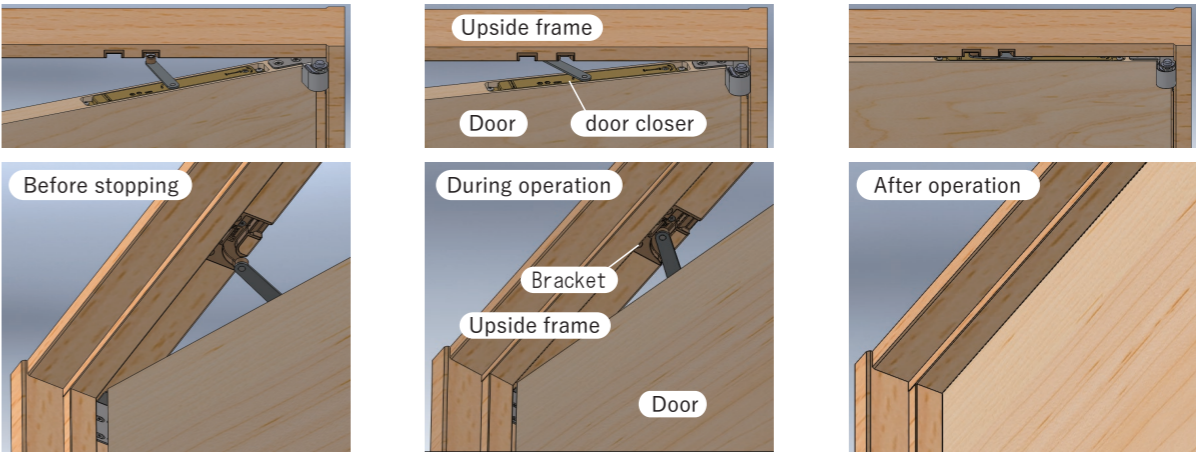 Upside frame
Door
door closer
Before stopping
During operation
After operation
Bracket
Upside frame
Door